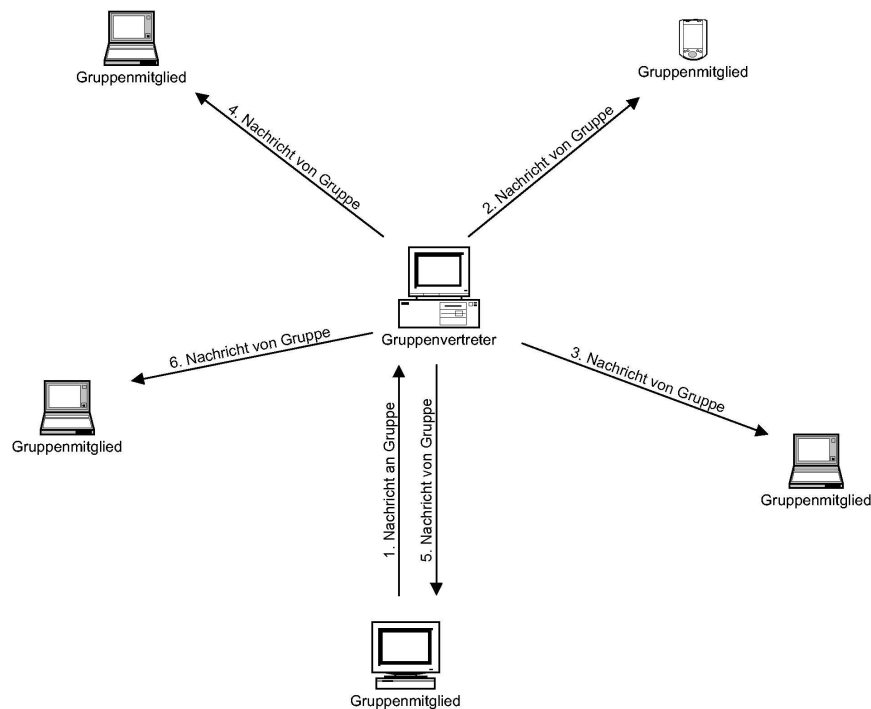 Gruppenmitglied
Gruppenmitglied
4. Nachricht von Gruppe
2. Nachricht von Gruppe
Gruppenvertreter
6. Nachricht von Gruppe
3. Nachricht von Gruppe
Gruppenmitglied
1. Nachricht an Gruppe
5. Nachricht von Gruppe
Gruppenmitglied
Gruppenmitglied